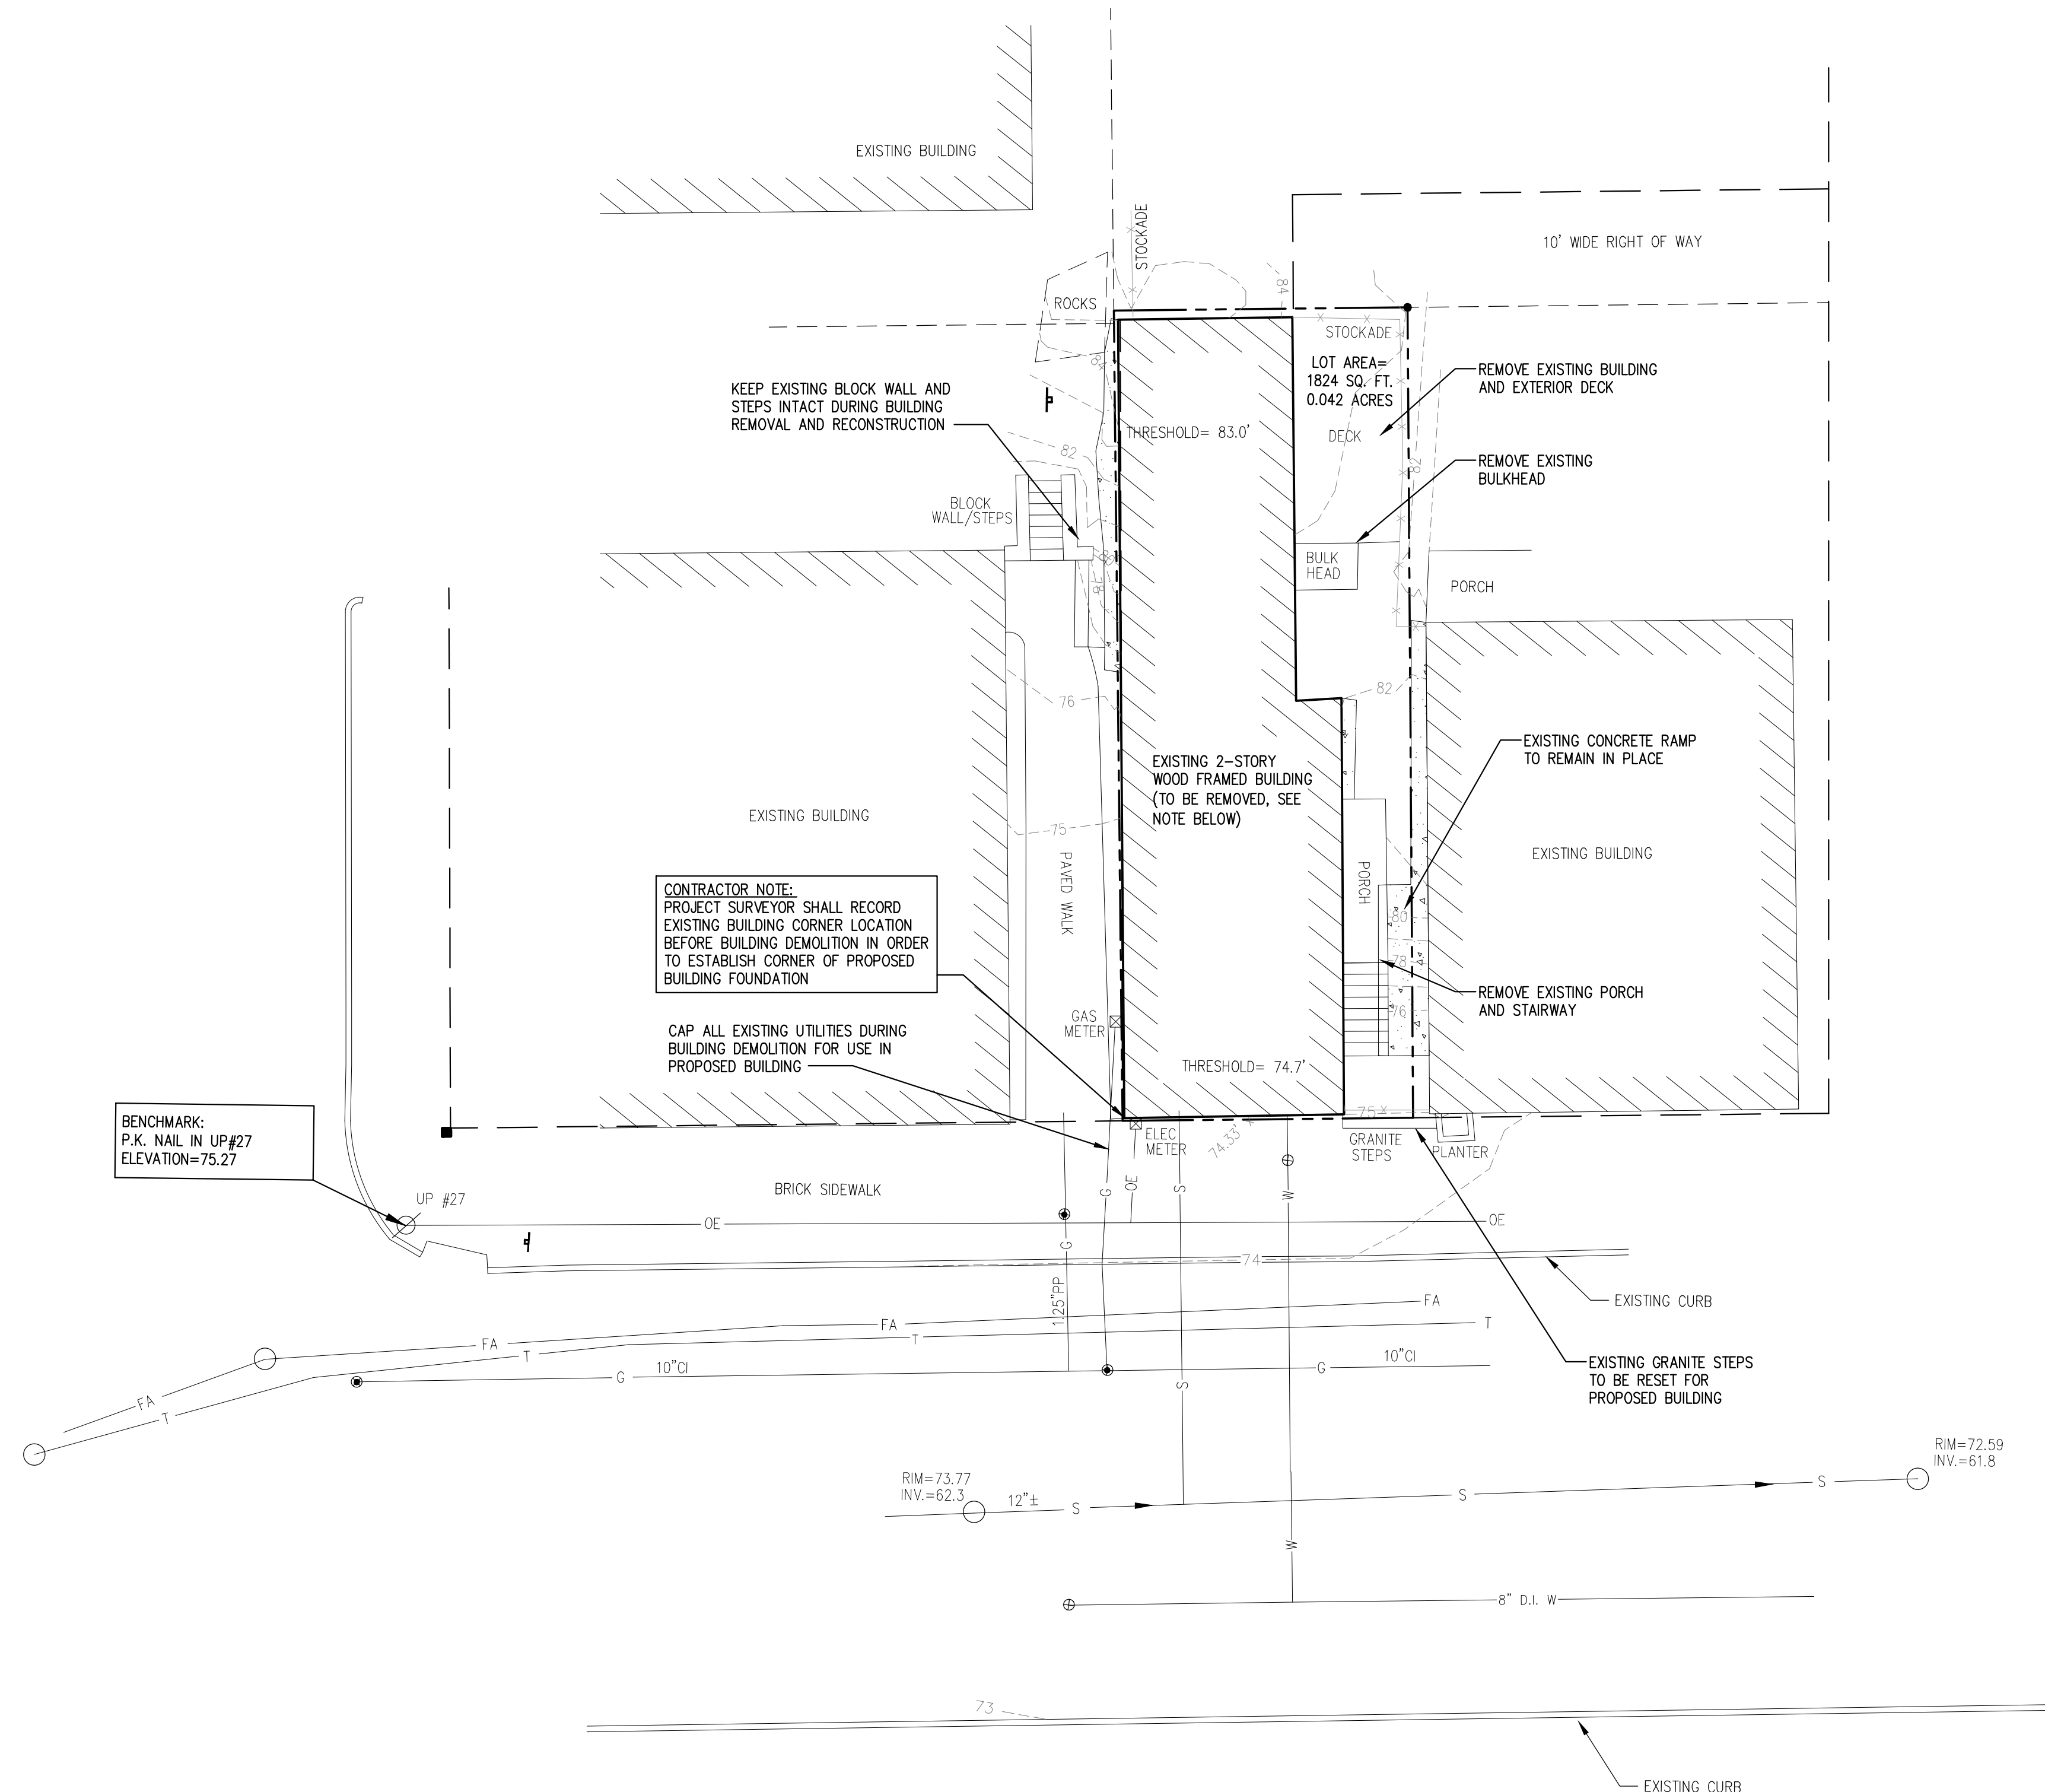 EXISTING BUILDING
STOCKADE
84
10' WIDE RIGHT OF WAY
ROCKS
STOCKADE
LOT AREA=
1824 SQ. FT.
0.042 ACRES
REMOVE EXISTING BUILDING
AND EXTERIOR DECK
84
KEEP EXISTING BLOCK WALL AND
STEPS INTACT DURING BUILDING
REMOVAL AND RECONSTRUCTION
THRESHOLD= 83.0'
DECK
82
82
REMOVE EXISTING
BULKHEAD
BLOCK
WALL/STEPS
BULK
HEAD
78
PORCH
82
76
EXISTING CONCRETE RAMP
TO REMAIN IN PLACE
EXISTING 2-STORY
WOOD FRAMED BUILDING
(TO BE REMOVED, SEE
NOTE BELOW)
EXISTING BUILDING
75
EXISTING BUILDING
PAVED WALK
PORCH
CONTRACTOR NOTE:
PROJECT SURVEYOR SHALL RECORD
EXISTING BUILDING CORNER LOCATION
BEFORE BUILDING DEMOLITION IN ORDER
TO ESTABLISH CORNER OF PROPOSED
BUILDING FOUNDATION
80
78
76
REMOVE EXISTING PORCH
AND STAIRWAY
GAS
METER
CAP ALL EXISTING UTILITIES DURING
BUILDING DEMOLITION FOR USE IN
PROPOSED BUILDING
THRESHOLD= 74.7'
75
BENCHMARK:
P.K. NAIL IN UP#27
ELEVATION=75.27
ELEC
METER
74.33'
GRANITE
STEPS
PLANTER
BRICK SIDEWALK
UP #27
G
OE
S
W
OE
OE
G
74
1.25"PP
EXISTING CURB
FA
FA
FA
T
T
T
FA
T
G
10"CI
G
10"CI
S
EXISTING GRANITE STEPS
TO BE RESET FOR
PROPOSED BUILDING
RIM=72.59
INV.=61.8
RIM=73.77
INV.=62.3
12"±
S
S
S
W
8" D.I. W
73
EXISTING CURB